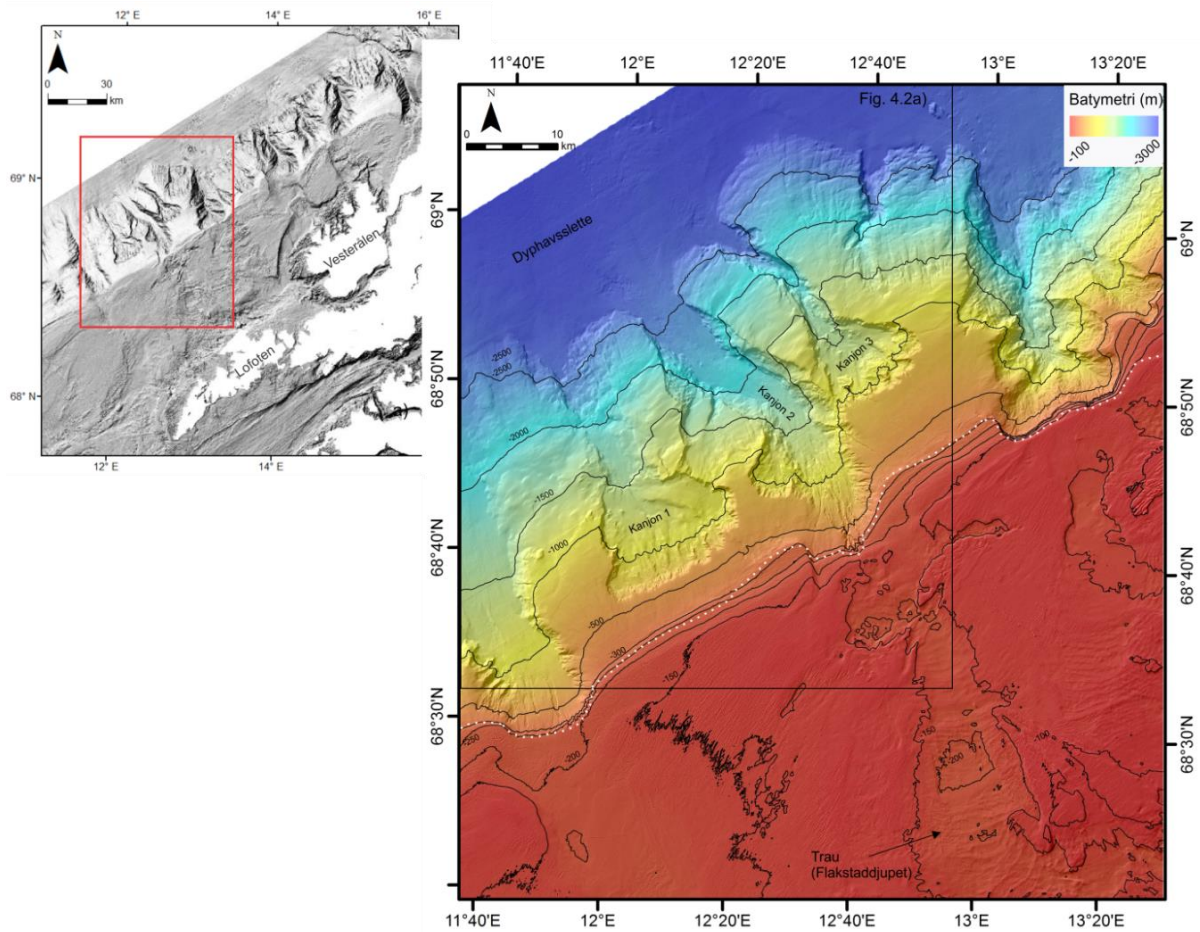 12° E
14° E
16° E
N
0 30
km
69° N
68° N
69°N
Vesterålen
Lofoten
12° E
14° E
11°40'E
12°E
12°20'E
12°40'E
13°E
13°20'E
Fig. 4.2a)
N
0 10
km
Batymetri (m)
-100 -3000
Dyphavsslette
69°N
-2500
-2500
68°50'N
Kanjon 3
Kanjon 2
-2000
68°50'N
-1500
Kanjon 1
-1000
68°40'N
68°40'N
-500
-300
-150
68°30'N
-250
-200
-150
-100
68°30'N
-200
Trau
(Flakstaddjupet)
11°40'E
12°E
12°20'E
12°40'E
13°E
13°20'E